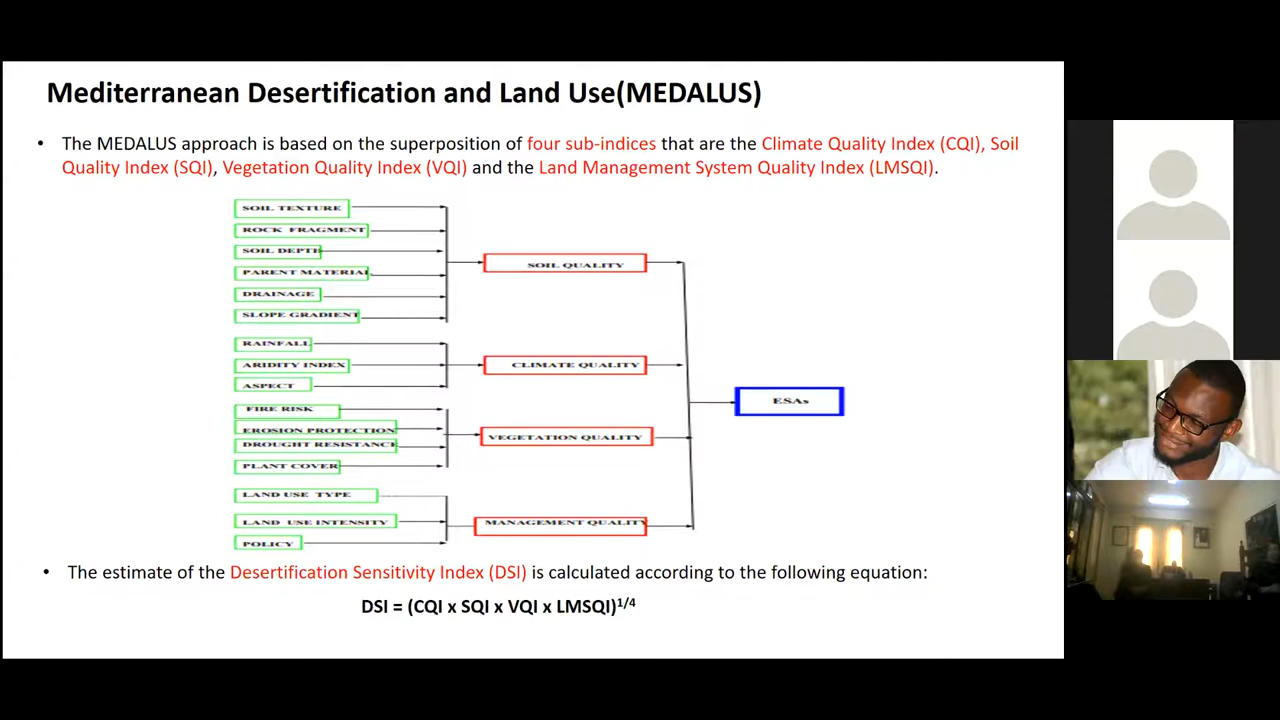 Mediterranean Desertification and Land Use(MEDALUS)
• The MEDALUS approach is based on the superposition of four sub-indices that are the Climate Quality Index (CQI), Soil
Quality Index (SQI), Vegetation Quality Index (VQI) and the Land Management System Quality Index (LMSQI).
SOIL TEXTURE
ROCK FRAGMENT
SOIL DEPTH
PARENT MATERIAL
DRAINAGE
SLOPE GRADIENT
SOIL QUALITY
RAINFALL
ARIDITY INDEX
ASPECT
CLIMATE QUALITY
FIRE RISK
EROSION PROTECTION
DROUGHT RESISTANCE
PLANT COVER
VEGETATION QUALITY
LAND USE TYPE
LAND USE INTENSITY
POLICY
MANAGEMENT QUALITY
ESAs
• The estimate of the Desertification Sensitivity Index (DSI) is calculated according to the following equation:
DSI = (CQI x SQI x VQI x LMSQI)1/4